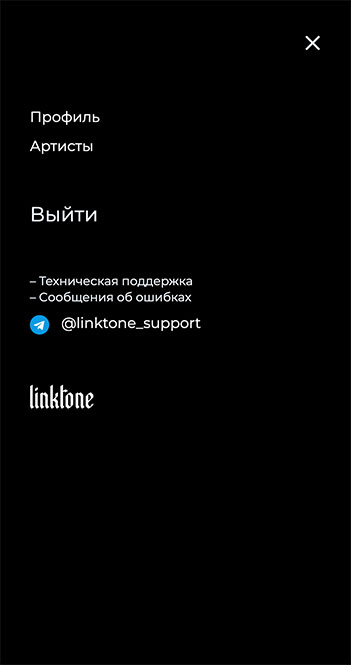 Профиль
Артисты
Выйти
– Техническая поддержка
– Сообщения об ошибках
@linktone_support
linktone